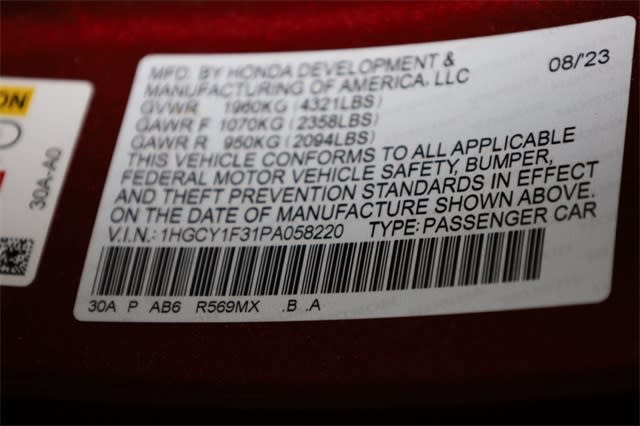 MFD. BY HONDA DEVELOPMENT &
MANUFACTURING OF AMERICA, LLC
08/'23
GVWR 1960KG (4321LBS)
GAWR F 1070KG (2358LBS)
GAWR R 950KG (2094LBS)
THIS VEHICLE CONFORMS TO ALL APPLICABLE
FEDERAL MOTOR VEHICLE SAFETY, BUMPER,
AND THEFT PREVENTION STANDARDS IN EFFECT
ON THE DATE OF MANUFACTURE SHOWN ABOVE.
V.I.N.: 1HGCY1F31PA058220 TYPE: PASSENGER CAR
30A P AB6 R569MX .B .A
ON
30A-A0